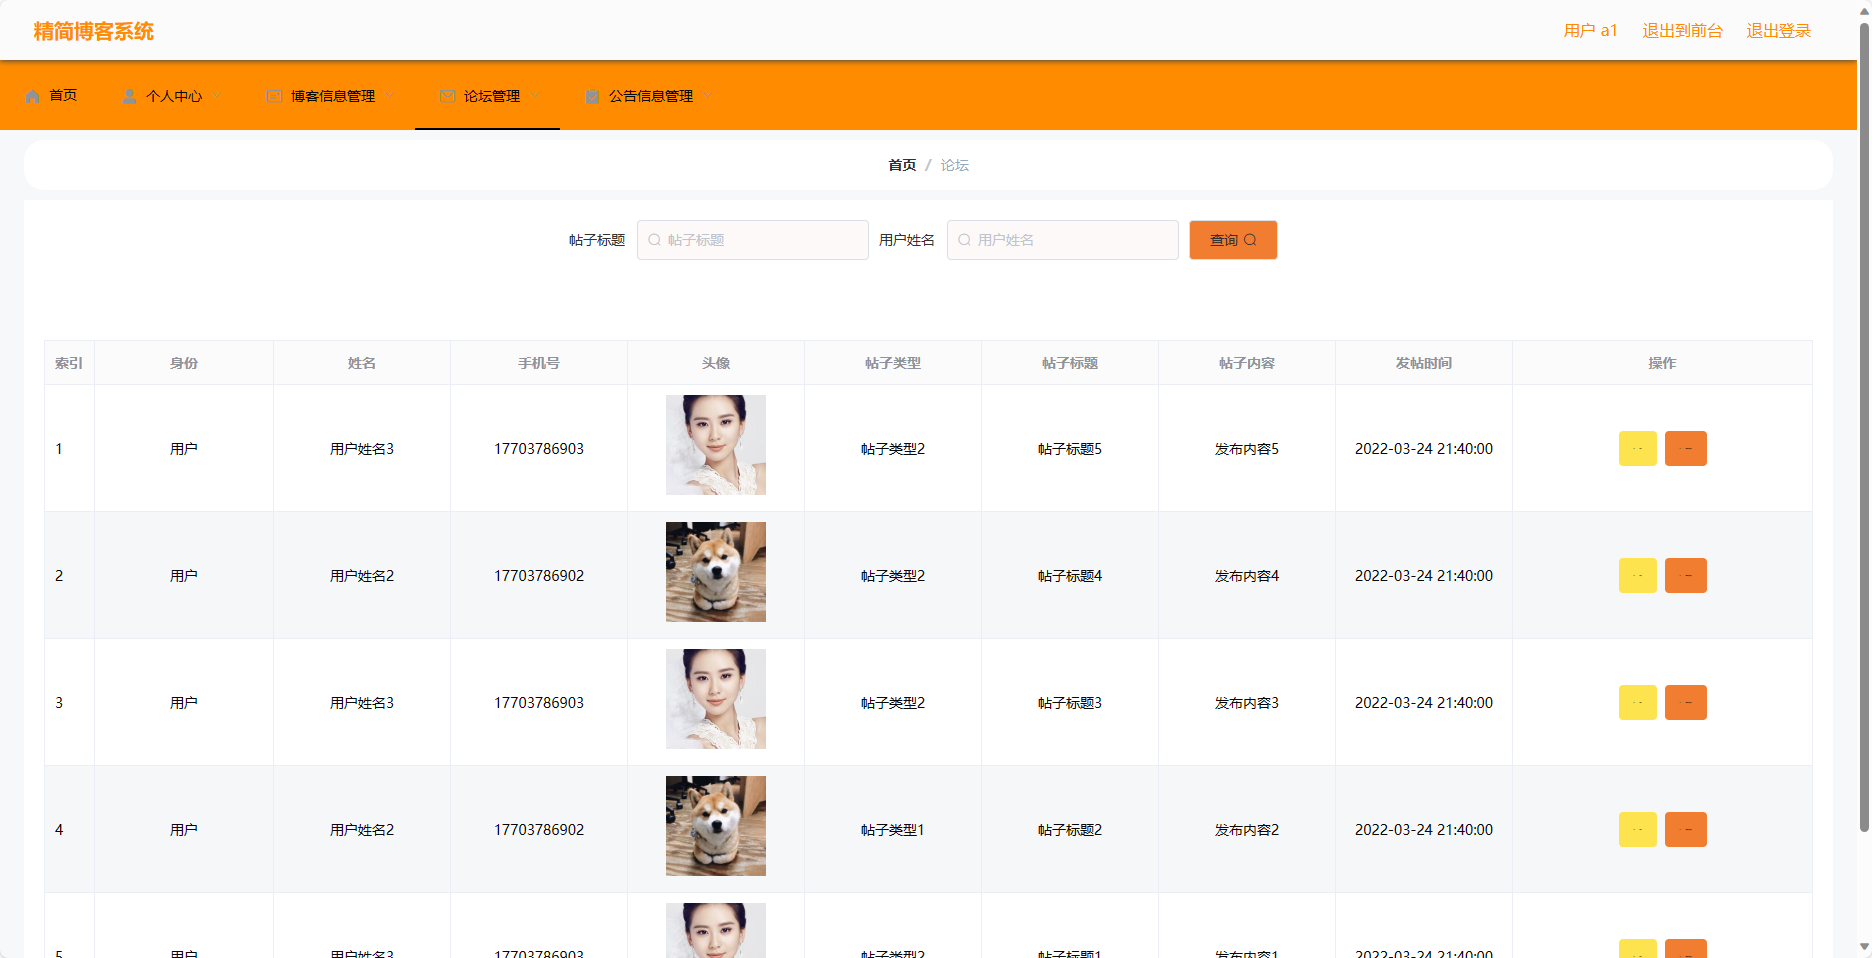 精简博客系统
用户 a1 退出到前台 退出登录
首页 个人中心 博客信息管理 论坛管理 公告信息管理
首页 / 论坛
帖子标题 帖子标题 用户姓名 用户姓名 查询
索引 身份 姓名 手机号 头像 帖子类型 帖子标题 帖子内容 发帖时间 操作
1 用户 用户姓名3 17703786903 帖子类型2 帖子标题5 发布内容5 2022-03-24 21:40:00
2 用户 用户姓名2 17703786902 帖子类型2 帖子标题4 发布内容4 2022-03-24 21:40:00
3 用户 用户姓名3 17703786903 帖子类型2 帖子标题3 发布内容3 2022-03-24 21:40:00
4 用户 用户姓名2 17703786902 帖子类型1 帖子标题2 发布内容2 2022-03-24 21:40:00
5 用户 用户姓名3 17703786903 帖子类型2 帖子标题1 发布内容1 2022-03-24 21:40:00